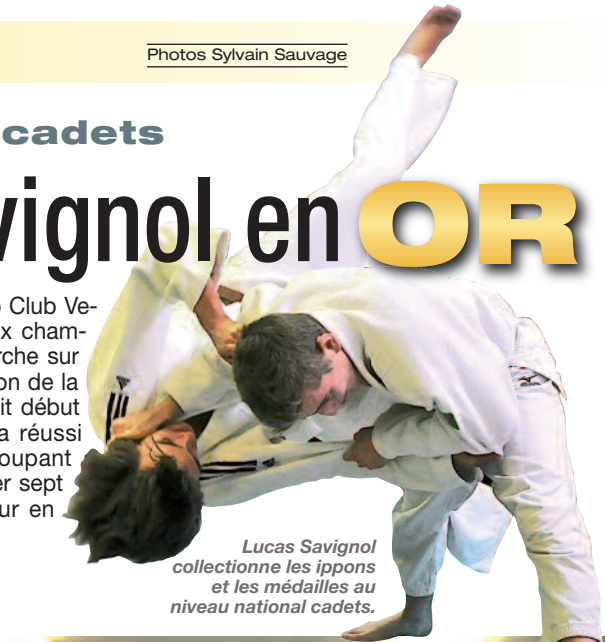 Photos Sylvain Sauvage
cadets
vignol en OR
Club Ve-
x cham-
rche sur
on de la
it début
a réussi
oupant
er sept
ur en
Lucas Savignol
collectionne les ippons
et les médailles au
niveau national cadets.